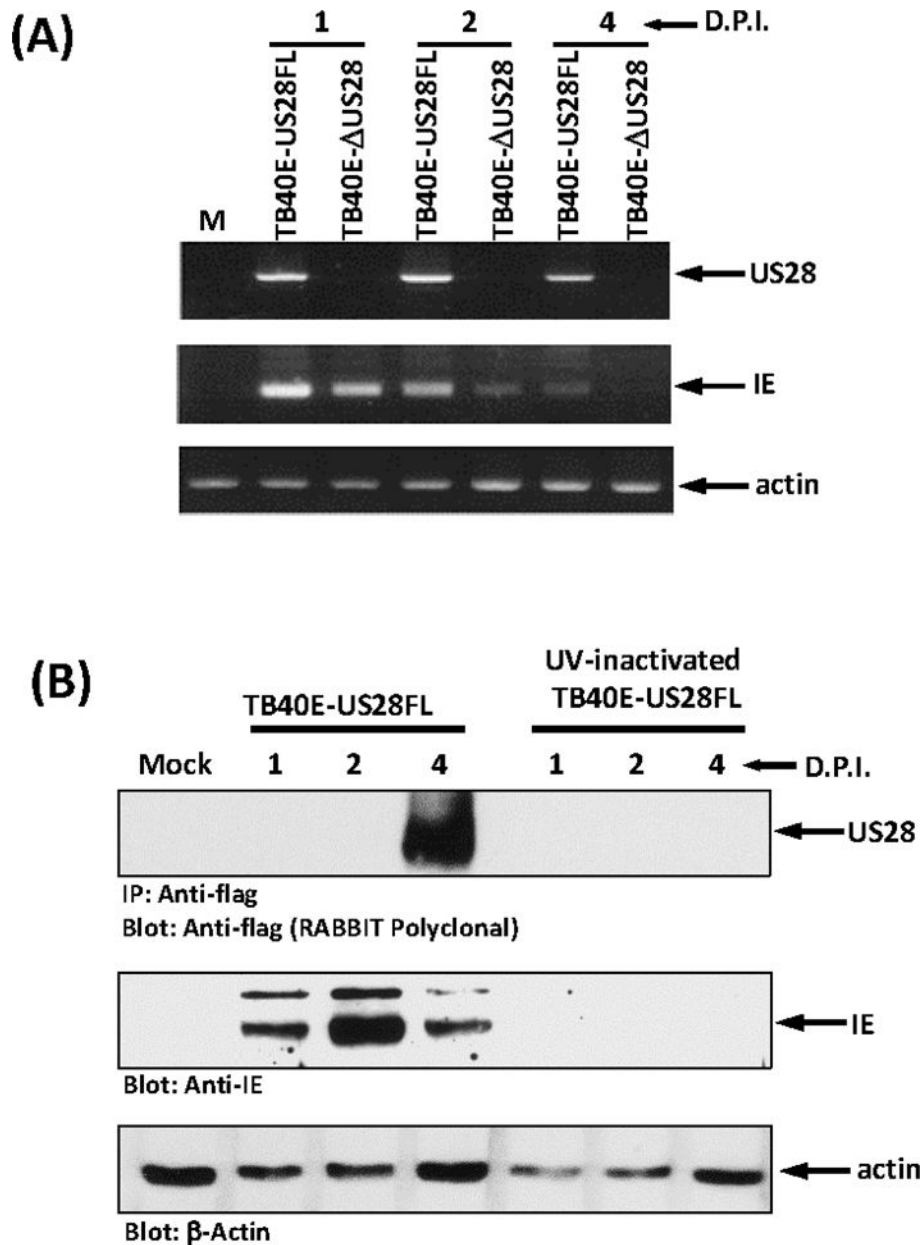 (A)
1 2 4 D.P.I.
M TB40E-US28FL TB40E-ΔUS28 TB40E-US28FL TB40E-ΔUS28 TB40E-US28FL TB40E-ΔUS28
US28
IE
actin
(B)
TB40E-US28FL
UV-inactivated
TB40E-US28FL
Mock 1 2 4 1 2 4 D.P.I.
US28
IP: Anti-flag
Blot: Anti-flag (RABBIT Polyclonal)
IE
Blot: Anti-IE
actin
Blot: β-Actin